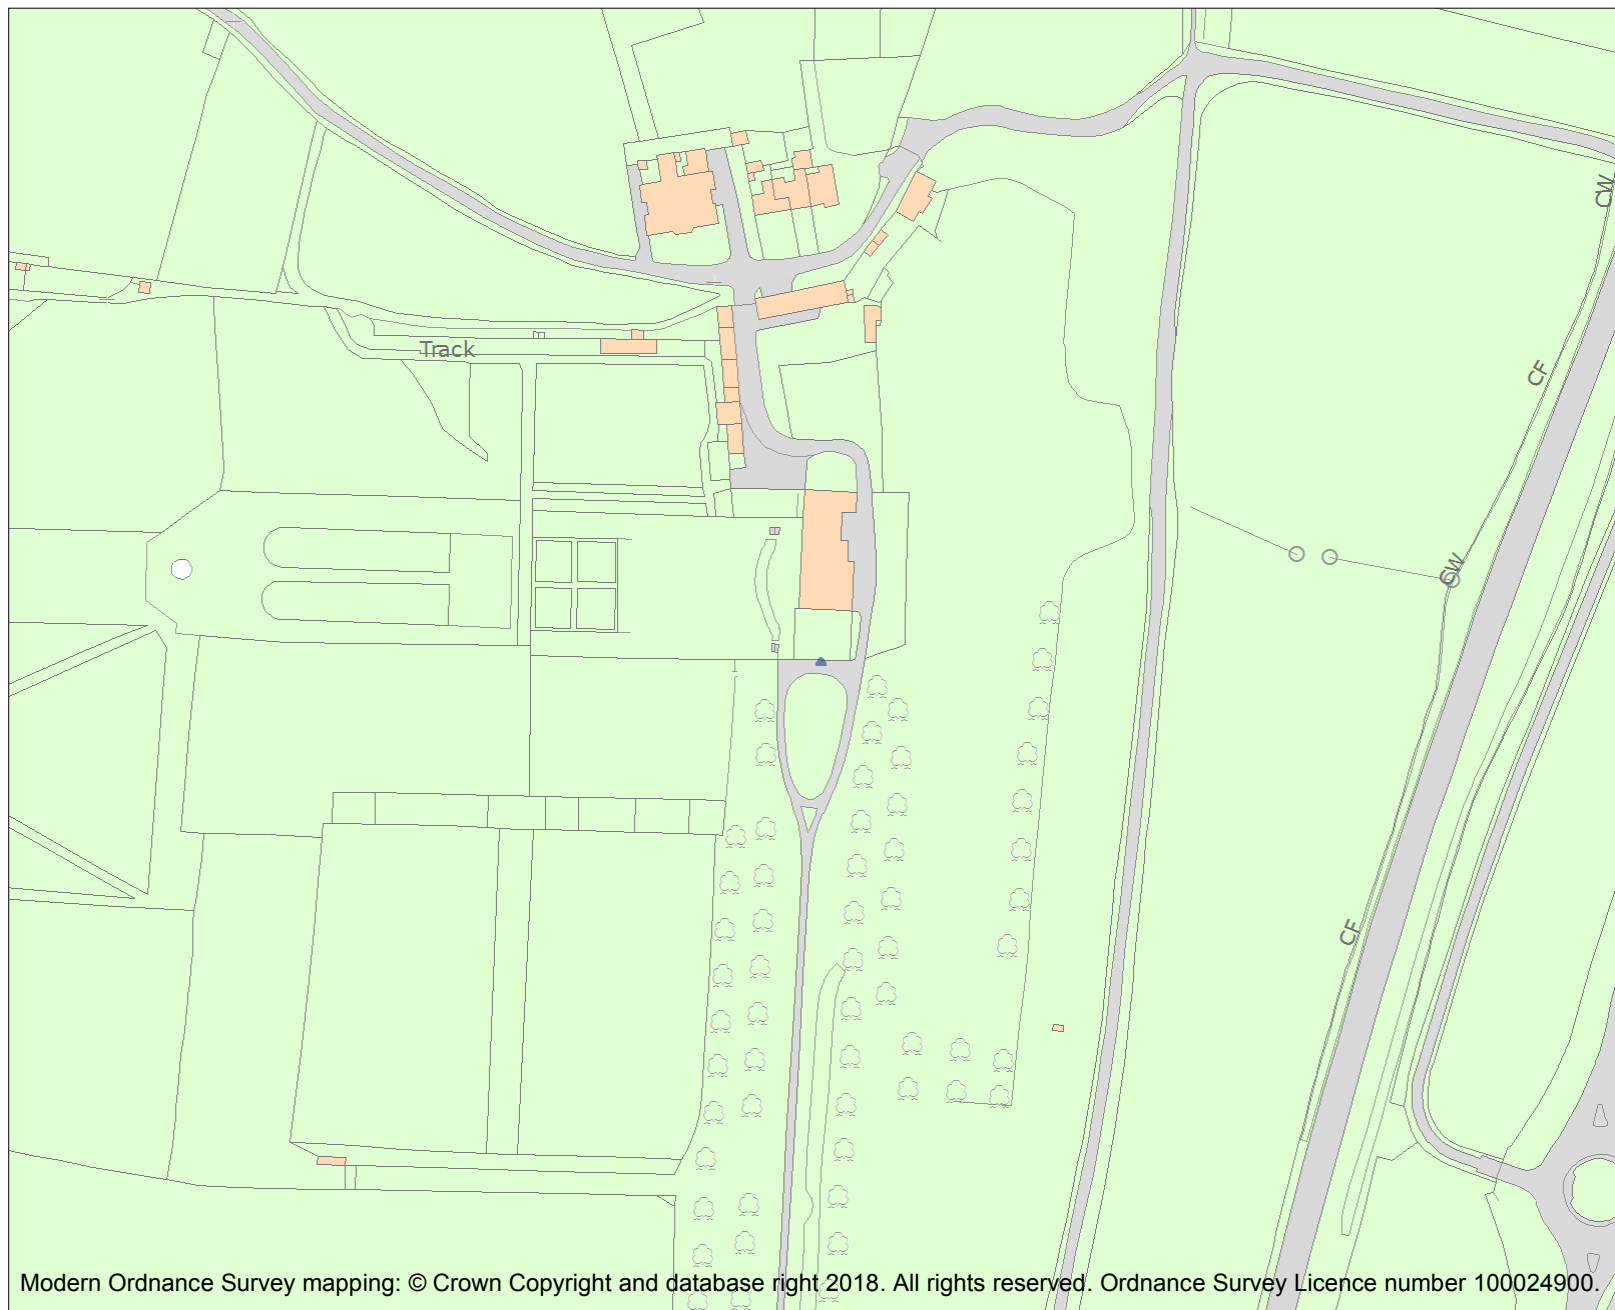 CW
Track
CF
CW
CF
Modern Ordnance Survey mapping: © Crown Copyright and database right 2018. All rights reserved. Ordnance Survey Licence number 100024900.